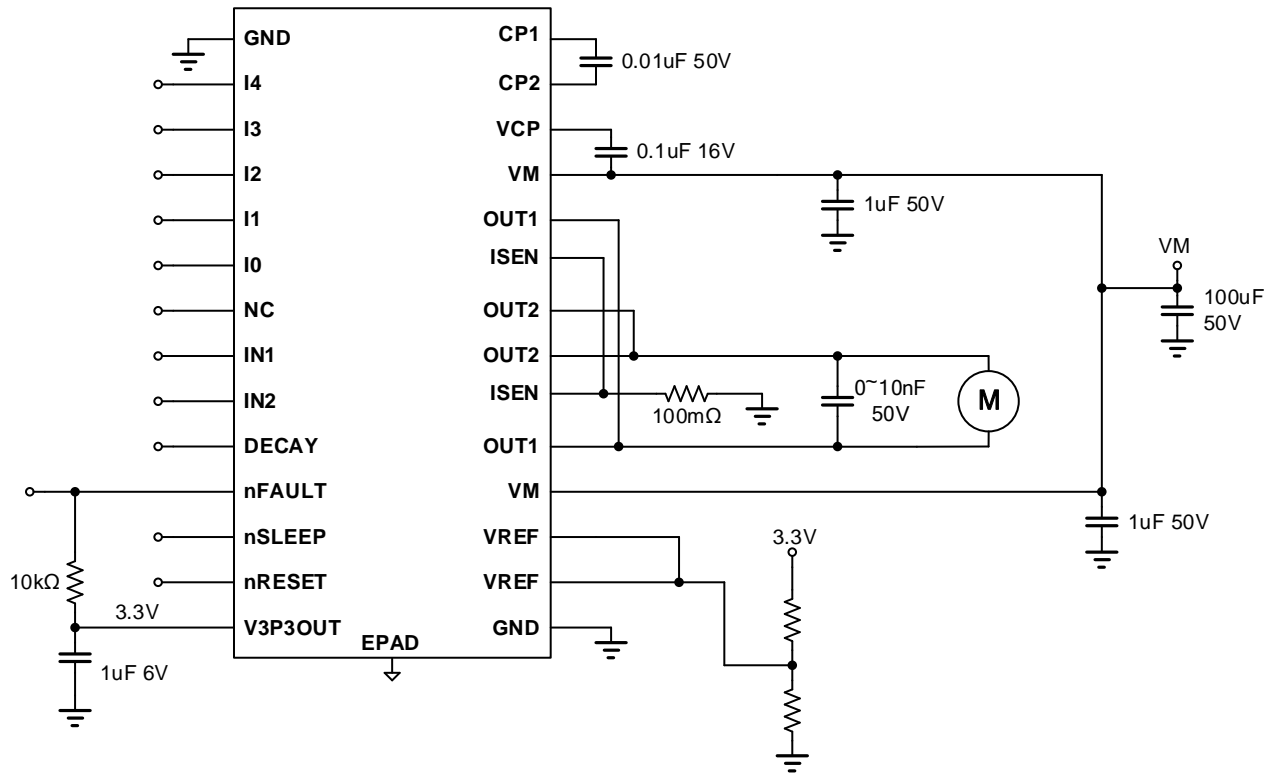 GND
I4
I3
I2
I1
I0
NC
IN1
IN2
DECAY
nFAULT
nSLEEP
nRESET
V3P3OUT
EPAD
CP1
CP2
VCP
VM
OUT1
ISEN
OUT2
OUT2
ISEN
OUT1
VM
VREF
VREF
GND
0.01uF 50V
0.1uF 16V
1uF 50V
VM
100uF
50V
0~10nF
50V
M
100mΩ
1uF 50V
3.3V
10kΩ
3.3V
1uF 6V